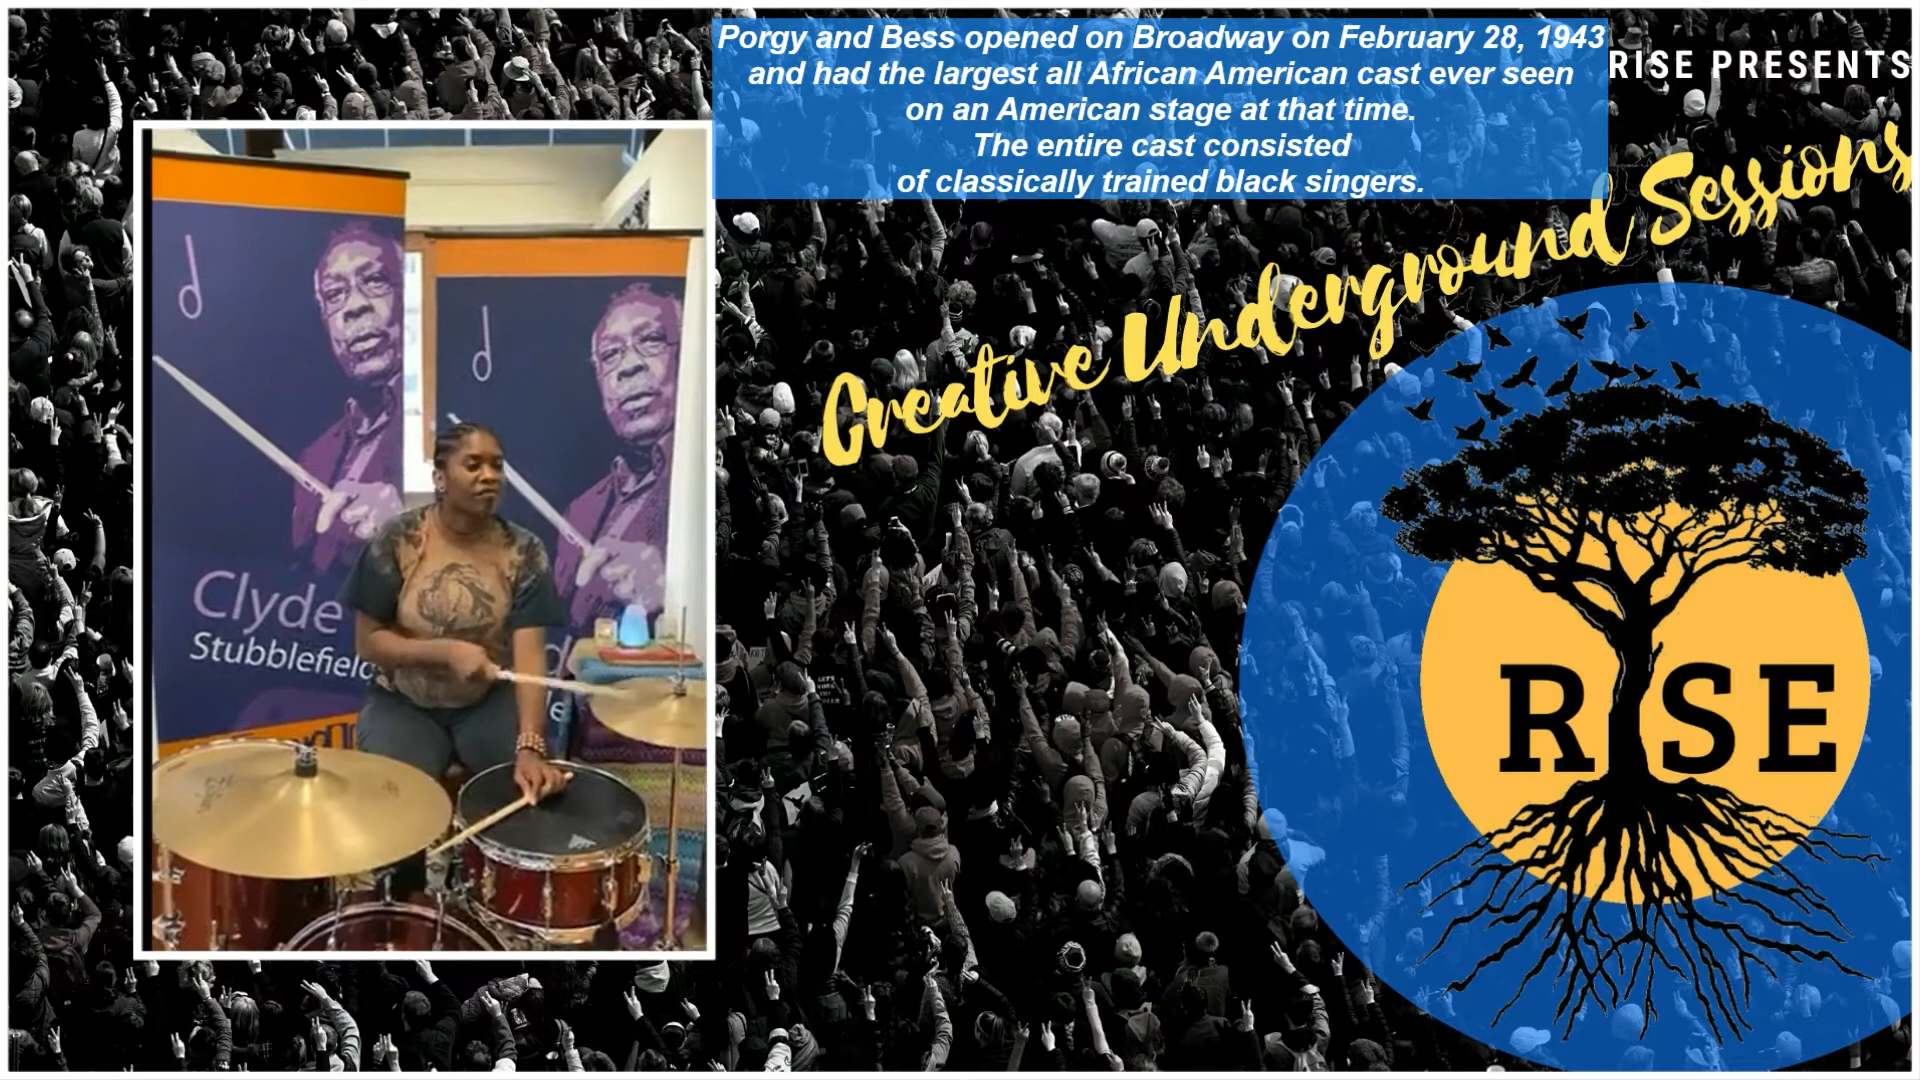 Porgy and Bess opened on Broadway on February 28, 1943
and had the largest all African American cast ever seen
on an American stage at that time.
The entire cast consisted
of classically trained black singers.
RISE PRESENTS
Creative Underground Sessions
Clyde
Stubblefield
RISE